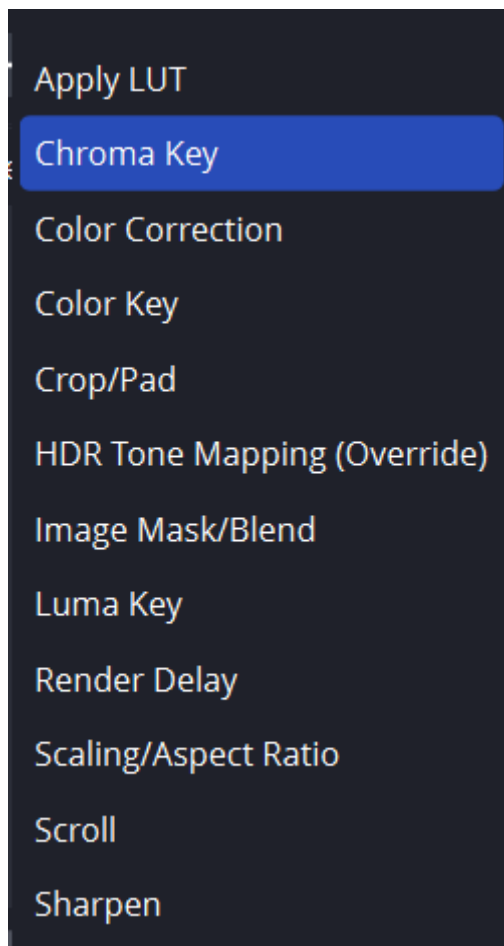 Apply LUT
Chroma Key
Color Correction
Color Key
Crop/Pad
HDR Tone Mapping (Override)
Image Mask/Blend
Luma Key
Render Delay
Scaling/Aspect Ratio
Scroll
Sharpen